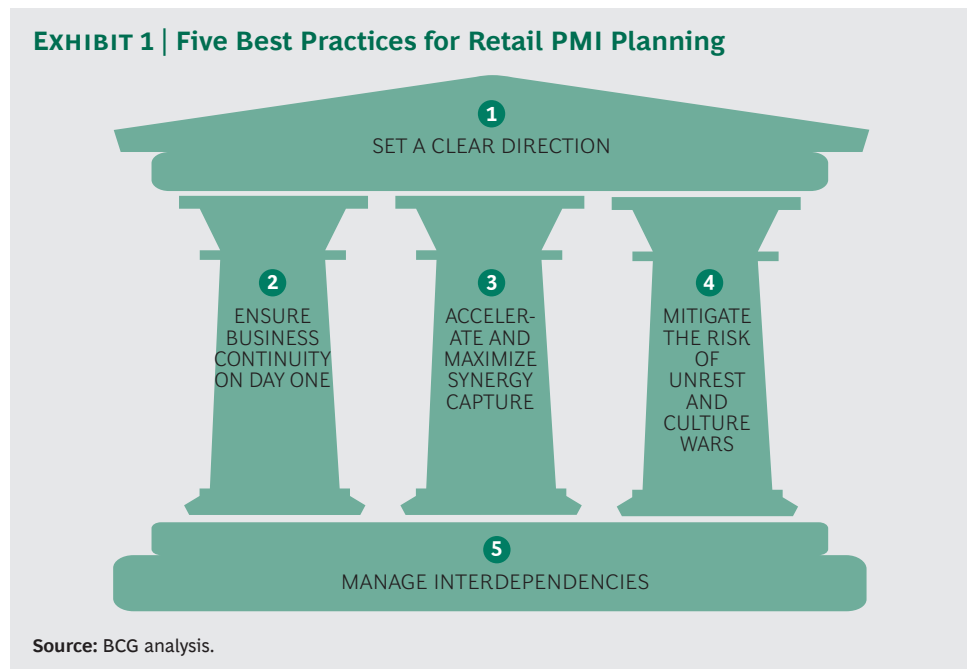 EXHIBIT 1 | Five Best Practices for Retail PMI Planning
1
SET A CLEAR DIRECTION
2
ENSURE
BUSINESS
CONTINUITY
ON DAY ONE
3
ACCELER-
ATE AND
MAXIMIZE
SYNERGY
CAPTURE
4
MITIGATE
THE RISK
OF
UNREST
AND
CULTURE
WARS
5
MANAGE INTERDEPENDENCIES
Source: BCG analysis.